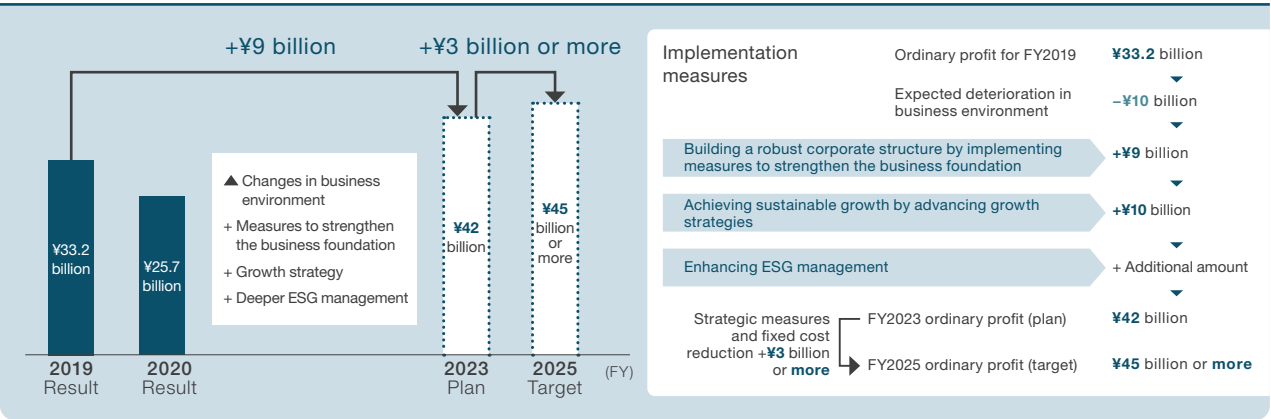 +¥9 billion
+¥3 billion or more
▲ Changes in business
environment
+ Measures to strengthen
the business foundation
+ Growth strategy
+ Deeper ESG management
¥33.2
billion
¥25.7
billion
¥42
billion
¥45
billion
or
more
2019
Result
2020
Result
2023
Plan
2025
Target
(FY)
Implementation
measures
Ordinary profit for FY2019
¥33.2 billion
Expected deterioration in
business environment
−¥10 billion
Building a robust corporate structure by implementing
measures to strengthen the business foundation
+¥9 billion
Achieving sustainable growth by advancing growth
strategies
+¥10 billion
Enhancing ESG management
+ Additional amount
Strategic measures
and fixed cost
reduction +¥3 billion
or more
FY2023 ordinary profit (plan)
¥42 billion
FY2025 ordinary profit (target)
¥45 billion or more